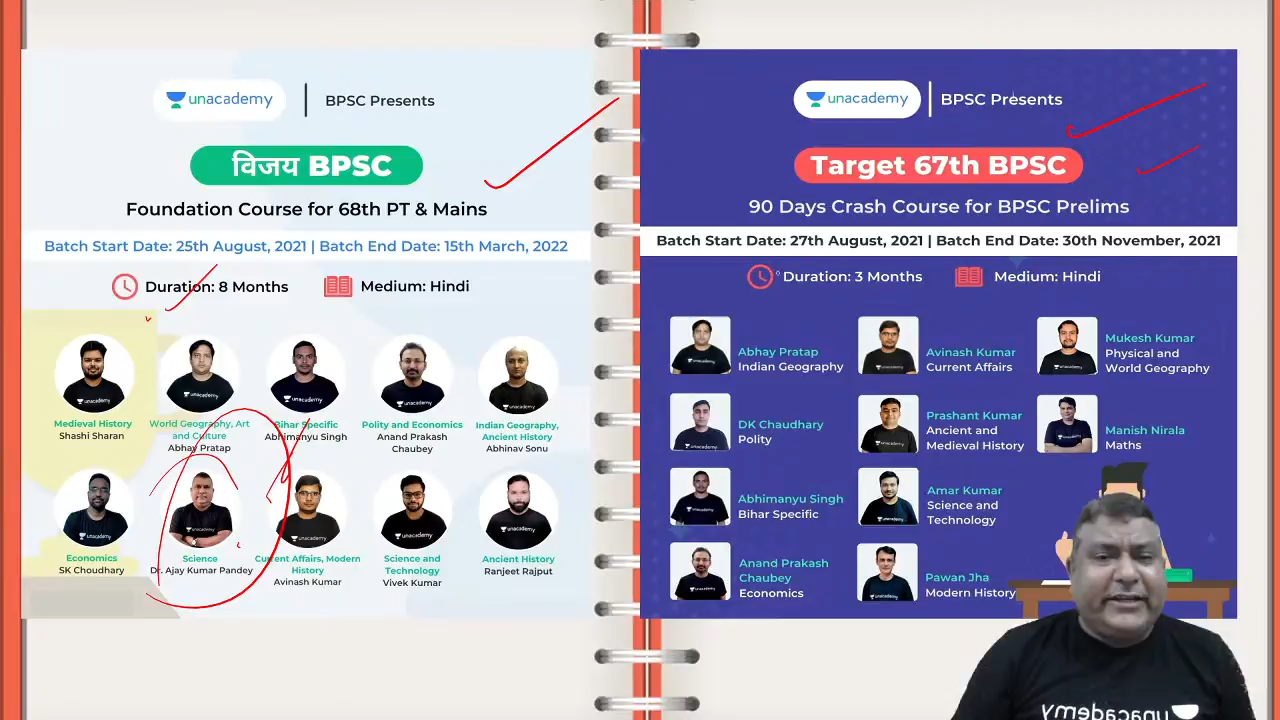 unacademy
BPSC Presents
विजय BPSC
Foundation Course for 68th PT & Mains
Batch Start Date: 25th August, 2021 | Batch End Date: 15th March, 2022
Duration: 8 Months
Medium: Hindi
Medieval History
Shashi Sharan
World Geography, Art
and Culture
Abhay Pratap
Bihar Specific
Abhimanyu Singh
Polity and Economics
Anand Prakash
Chaubey
Indian Geography,
Ancient History
Abhinav Sonu
Economics
SK Choudhary
Science
Dr. Ajay Kumar Pandey
Current Affairs, Modern
History
Avinash Kumar
Science and
Technology
Vivek Kumar
Ancient History
Ranjeet Rajput
unacademy
BPSC Presents
Target 67th BPSC
90 Days Crash Course for BPSC Prelims
Batch Start Date: 27th August, 2021 | Batch End Date: 30th November, 2021
Duration: 3 Months
Medium: Hindi
Abhay Pratap
Indian Geography
Avinash Kumar
Current Affairs
Mukesh Kumar
Physical and
World Geography
DK Chaudhary
Polity
Prashant Kumar
Ancient and
Medieval History
Manish Nirala
Maths
Abhimanyu Singh
Bihar Specific
Amar Kumar
Science and
Technology
Anand Prakash
Chaubey
Economics
Pawan Jha
Modern History
unacademy